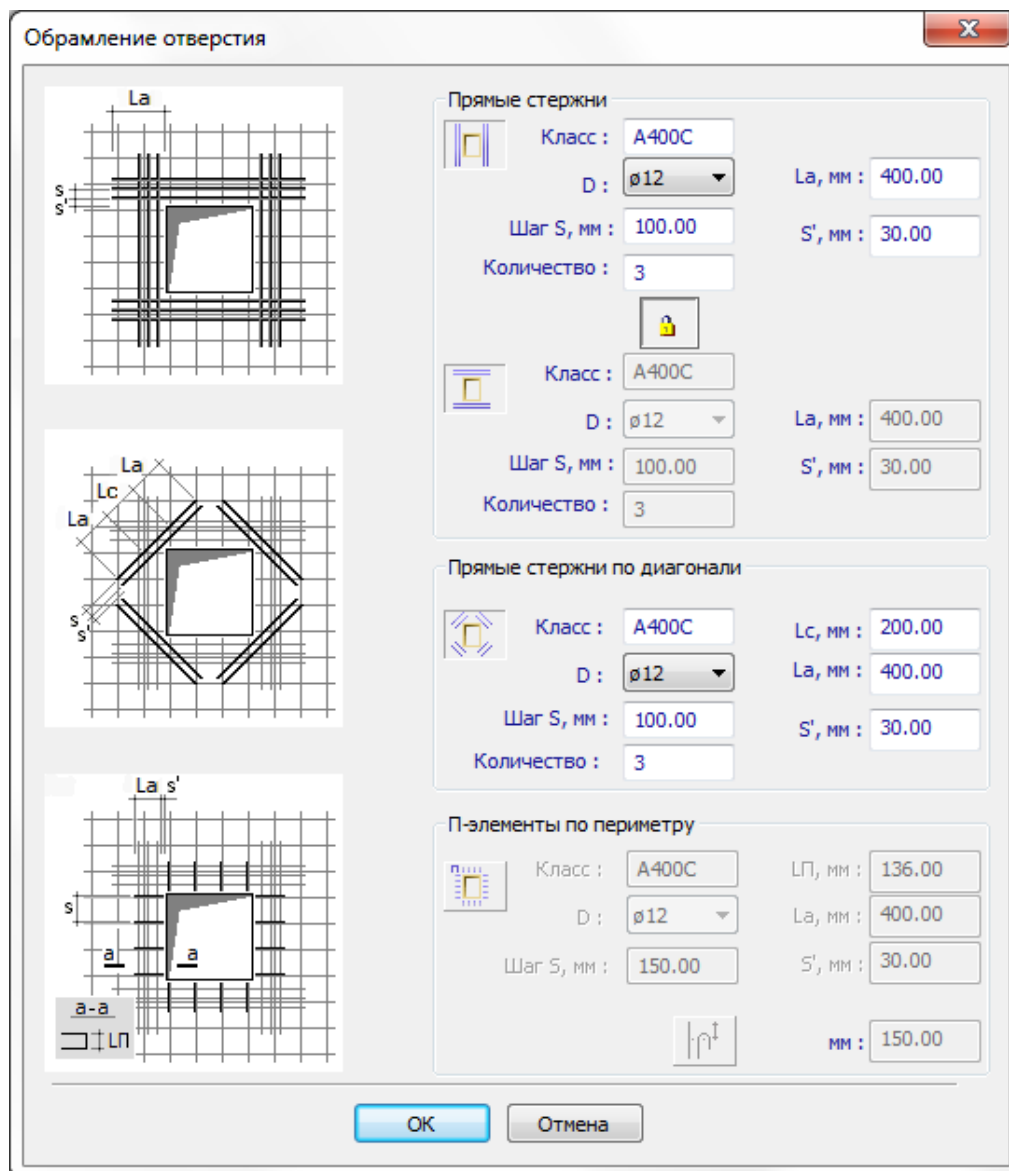 Обрамление отверстия
La
s
s'
Прямые стержни
Класс : A400C
D : ø12
La, мм : 400.00
Шаг S, мм : 100.00
S', мм : 30.00
Количество : 3
Класс : A400C
D : ø12
La, мм : 400.00
Шаг S, мм : 100.00
S', мм : 30.00
Количество : 3
La
Lc
La
s
s'
Прямые стержни по диагонали
Класс : A400C
Lc, мм : 200.00
D : ø12
La, мм : 400.00
Шаг S, мм : 100.00
S', мм : 30.00
Количество : 3
La s'
s
a a
a-a
LП
П-элементы по периметру
П
Класс : A400C
LП, мм : 136.00
D : ø12
La, мм : 400.00
Шаг S, мм : 150.00
S', мм : 30.00
мм : 150.00
OK
Отмена